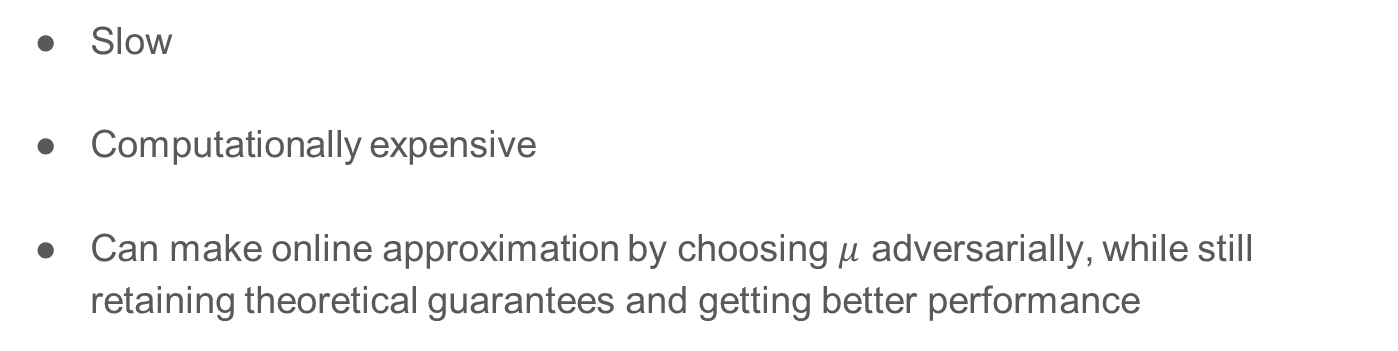 ● Slow
● Computationally expensive
● Can make online approximation by choosing μ adversarially, while still
retaining theoretical guarantees and getting better performance